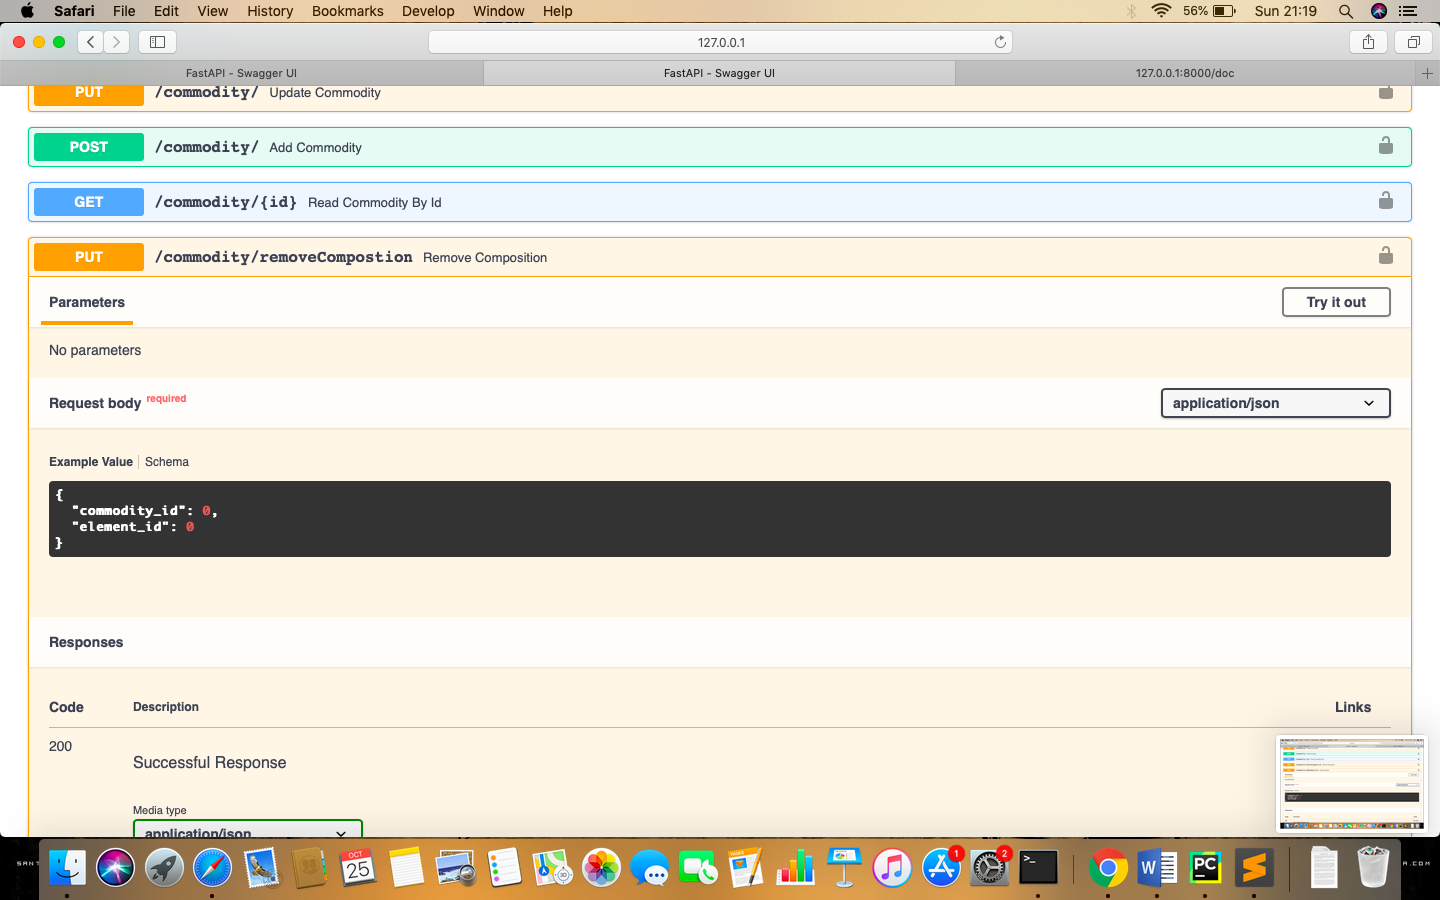 Safari File Edit View History Bookmarks Develop Window Help 56% Sun 21:19
127.0.0.1
FastAPI - Swagger UI FastAPI - Swagger UI 127.0.0.1:8000/doc
PUT /commodity/ Update Commodity
POST /commodity/ Add Commodity
GET /commodity/{id} Read Commodity By Id
PUT /commodity/removeCompostion Remove Composition
Parameters Try it out
No parameters
Request body required application/json
Example Value Schema
{
"commodity_id": 0,
"element_id": 0
}
Responses
Code Description Links
200
Successful Response
Media type
application/json
OCT
25
1
2
3D
>_
W
PC
SANT
A.COM